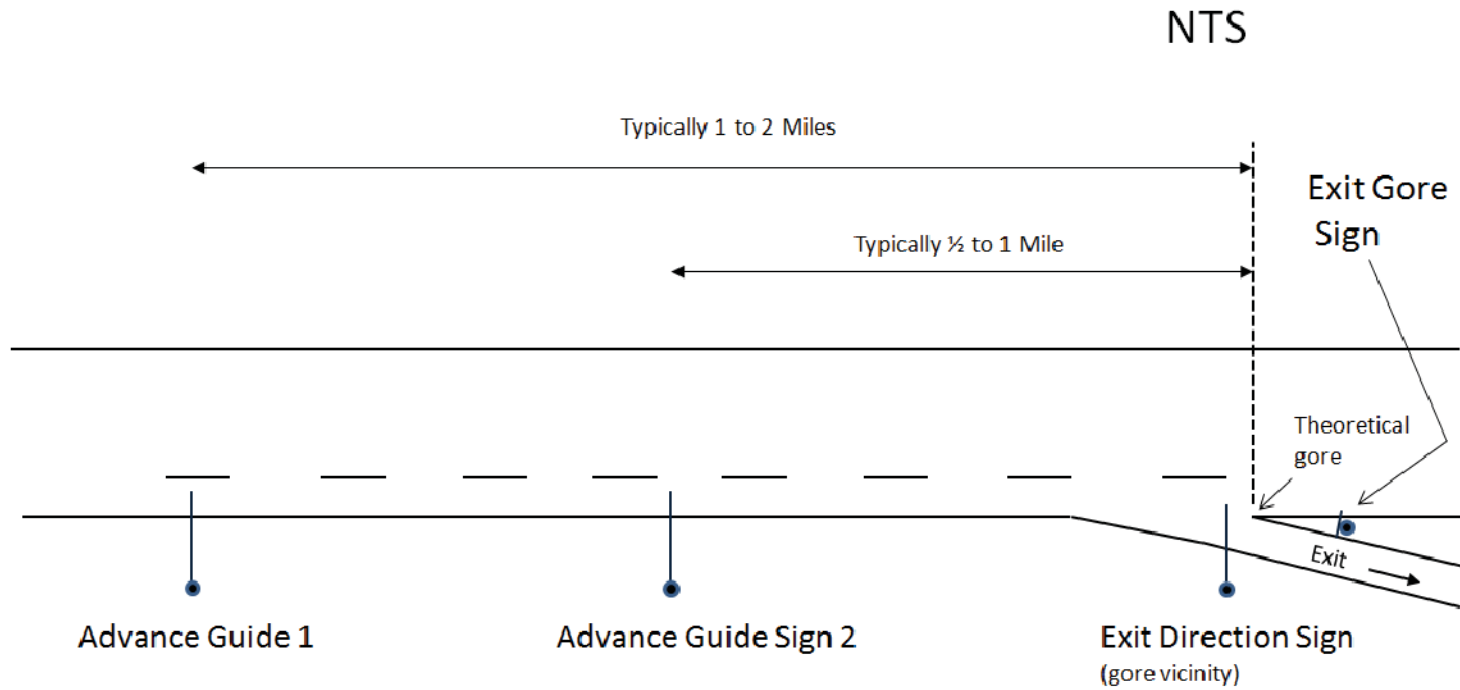 NTS
Typically 1 to 2 Miles
Exit Gore
Sign
Typically ½ to 1 Mile
Theoretical
gore
Exit
Advance Guide 1
Advance Guide Sign 2
Exit Direction Sign
(gore vicinity)